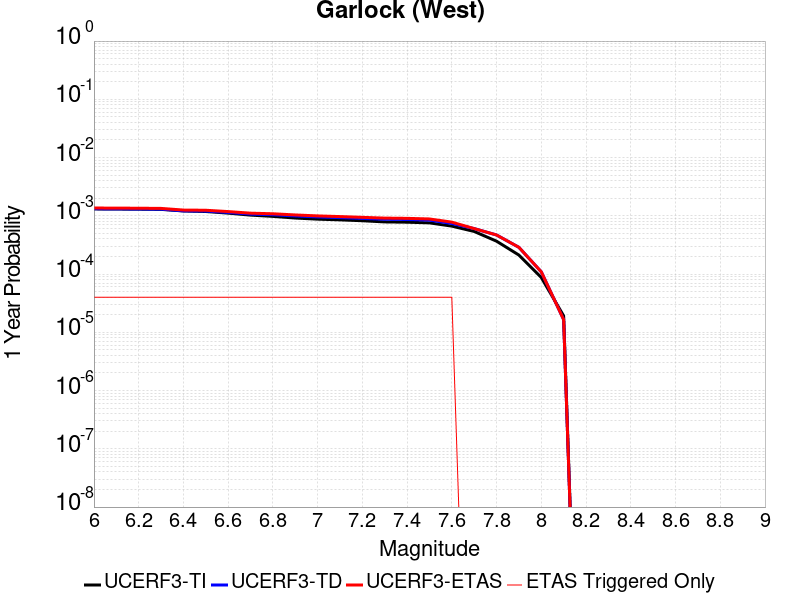 Garlock (West)
10^0
10^-1
10^-2
10^-3
10^-4
10^-5
10^-6
10^-7
10^-8
1 Year Probability
6 6.2 6.4 6.6 6.8 7 7.2 7.4 7.6 7.8 8 8.2 8.4 8.6 8.8 9
Magnitude
UCERF3-TI UCERF3-TD UCERF3-ETAS ETAS Triggered Only